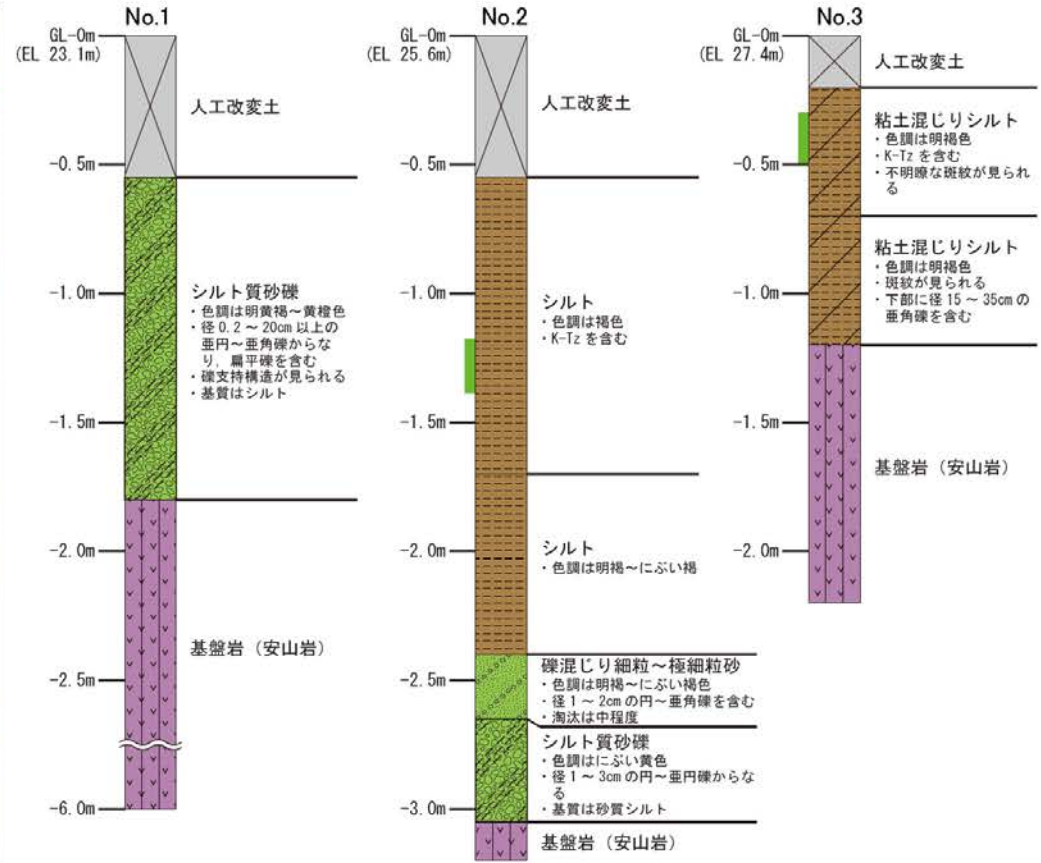 No.1
GL-0m
(EL 23.1m)
-0.5m
-1.0m
-1.5m
-2.0m
-2.5m
-6.0m
人工改変土
シルト質砂礫
・色調は明黄褐～黄橙色
・径 0.2 ～ 20cm 以上の
亜円～亜角礫からな
り，扁平礫を含む
・礫支持構造が見られる
・基質はシルト
基盤岩（安山岩）
No.2
GL-0m
(EL 25.6m)
-0.5m
-1.0m
-1.5m
-2.0m
-2.5m
-3.0m
人工改変土
シルト
・色調は褐色
・K-Tz を含む
シルト
・色調は明褐～にぶい褐
礫混じり細粒～極細粒砂
・色調は明褐～にぶい褐色
・径 1 ～ 2cm の円～亜角礫を含む
・淘汰は中程度
シルト質砂礫
・色調はにぶい黄色
・径 1 ～ 3cm の円～亜円礫からな
る
・基質は砂質シルト
基盤岩（安山岩）
No.3
GL-0m
(EL 27.4m)
-0.5m
-1.0m
-1.5m
-2.0m
人工改変土
粘土混じりシルト
・色調は明褐色
・K-Tz を含む
・不明瞭な斑紋が見られ
る
粘土混じりシルト
・色調は明褐色
・斑紋が見られる
・下部に径 15 ～ 35cm の
亜角礫を含む
基盤岩（安山岩）